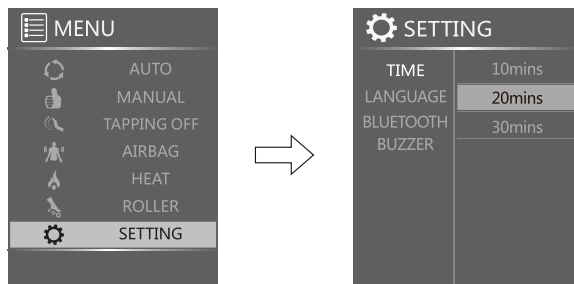 MENU
AUTO
MANUAL
TAPPING OFF
AIRBAG
HEAT
ROLLER
SETTING
SETTING
TIME
LANGUAGE
BLUETOOTH
BUZZER
10mins
20mins
30mins